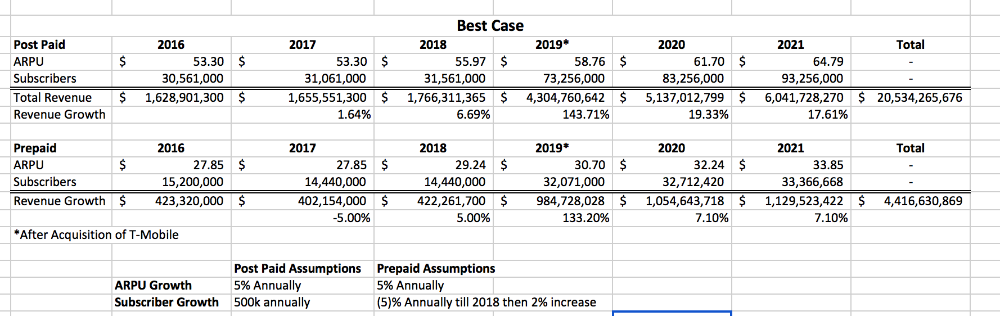 Best Case
Post Paid 2016 2017 2018 2019* 2020 2021 Total
ARPU $ 53.30 $ 53.30 $ 55.97 $ 58.76 $ 61.70 $ 64.79 -
Subscribers 30,561,000 31,061,000 31,561,000 73,256,000 83,256,000 93,256,000 -
Total Revenue $ 1,628,901,300 $ 1,655,551,300 $ 1,766,311,365 $ 4,304,760,642 $ 5,137,012,799 $ 6,041,728,270 $ 20,534,265,676
Revenue Growth 1.64% 6.69% 143.71% 19.33% 17.61%
Prepaid 2016 2017 2018 2019* 2020 2021 Total
ARPU $ 27.85 $ 27.85 $ 29.24 $ 30.70 $ 32.24 $ 33.85 -
Subscribers 15,200,000 14,440,000 14,440,000 32,071,000 32,712,420 33,366,668 -
Revenue Growth $ 423,320,000 $ 402,154,000 $ 422,261,700 $ 984,728,028 $ 1,054,643,718 $ 1,129,523,422 $ 4,416,630,869
-5.00% 5.00% 133.20% 7.10% 7.10%
*After Acquisition of T-Mobile
Post Paid Assumptions Prepaid Assumptions
ARPU Growth 5% Annually 5% Annually
Subscriber Growth 500k annually (5)% Annually till 2018 then 2% increase